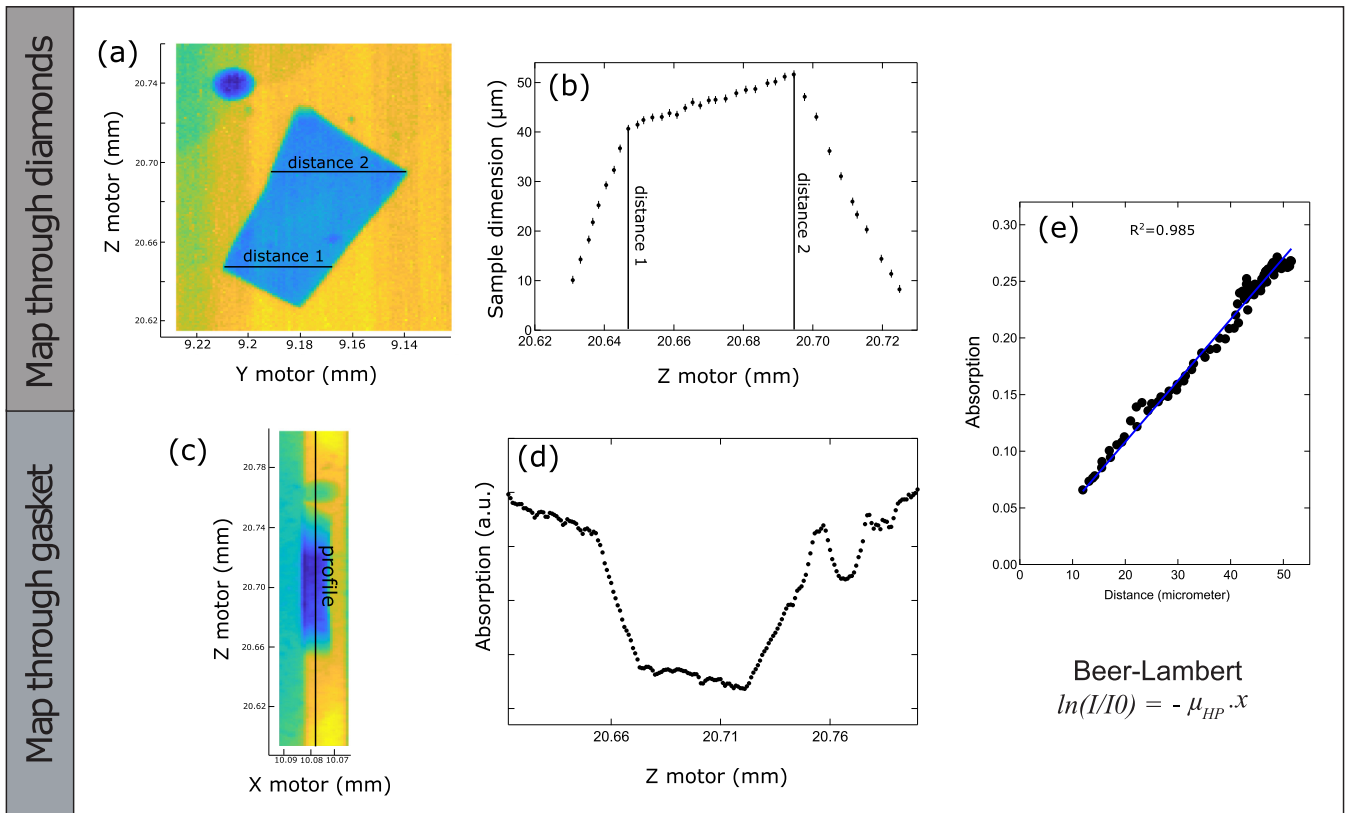 Map through diamonds
(a)
Z motor (mm)
20.74
20.70
20.66
20.62
distance 2
distance 1
9.22 9.2 9.18 9.16 9.14
Y motor (mm)
(b)
Sample dimension (µm)
50
40
30
20
10
0
distance 1
distance 2
20.62 20.64 20.66 20.68 20.70 20.72
Z motor (mm)
Map through gasket
(c)
Z motor (mm)
20.78
20.74
20.70
20.66
20.62
profile
10.09 10.08 10.07
X motor (mm)
(d)
Absorption (a.u.)
20.66 20.71 20.76
Z motor (mm)
(e)
R²=0.985
Absorption
0.30
0.25
0.20
0.15
0.10
0.05
0.00
0 10 20 30 40 50
Distance (micrometer)
Beer-Lambert
ln(I/I0) = - μ_HP .x